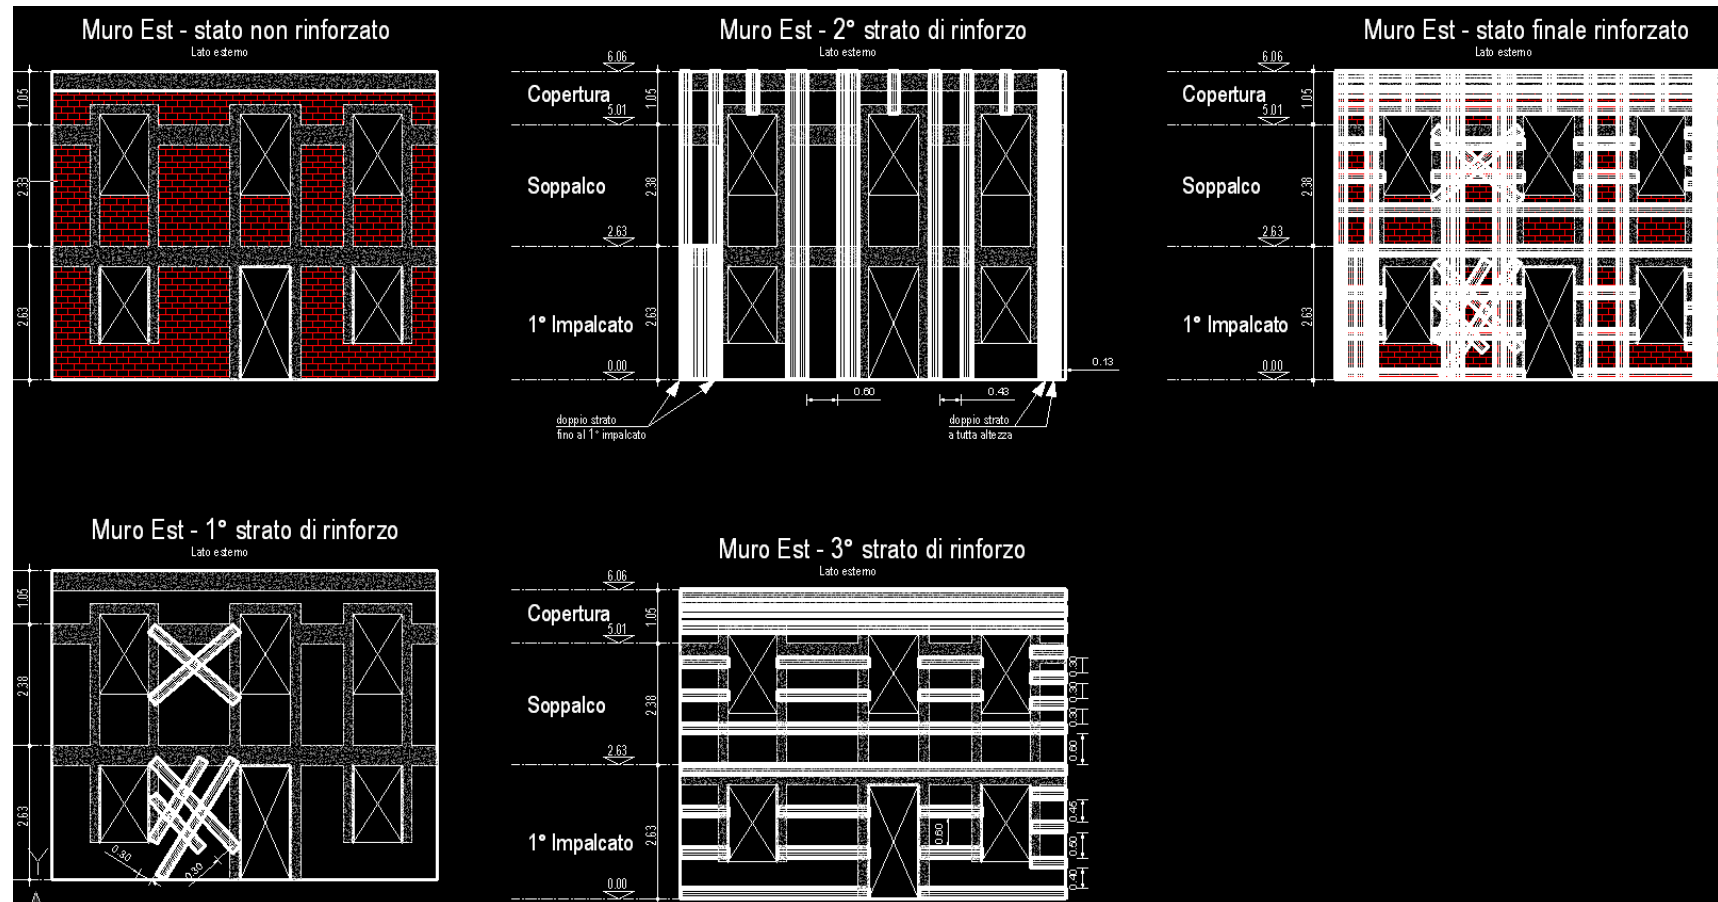 Muro Est - stato non rinforzato
Lato esterno
1.05
2.38
2.63
Muro Est - 2° strato di rinforzo
Lato esterno
6.06
Copertura
5.01
1.05
Soppalco
2.38
2.63
1° Impalcato
2.63
0.00
0.13
0.60
0.43
doppio strato
fino al 1° impalcato
doppio strato
a tutta altezza
Muro Est - stato finale rinforzato
Lato esterno
6.06
Copertura
5.01
1.05
Soppalco
2.38
2.63
1° Impalcato
2.63
0.00
Muro Est - 1° strato di rinforzo
Lato esterno
1.05
2.38
2.63
0.30
0.30
Y
Muro Est - 3° strato di rinforzo
Lato esterno
6.06
Copertura
5.01
1.05
Soppalco
2.38
2.63
1° Impalcato
2.63
0.00
0.30
0.30
0.30
0.60
0.60
0.45
0.60
0.40